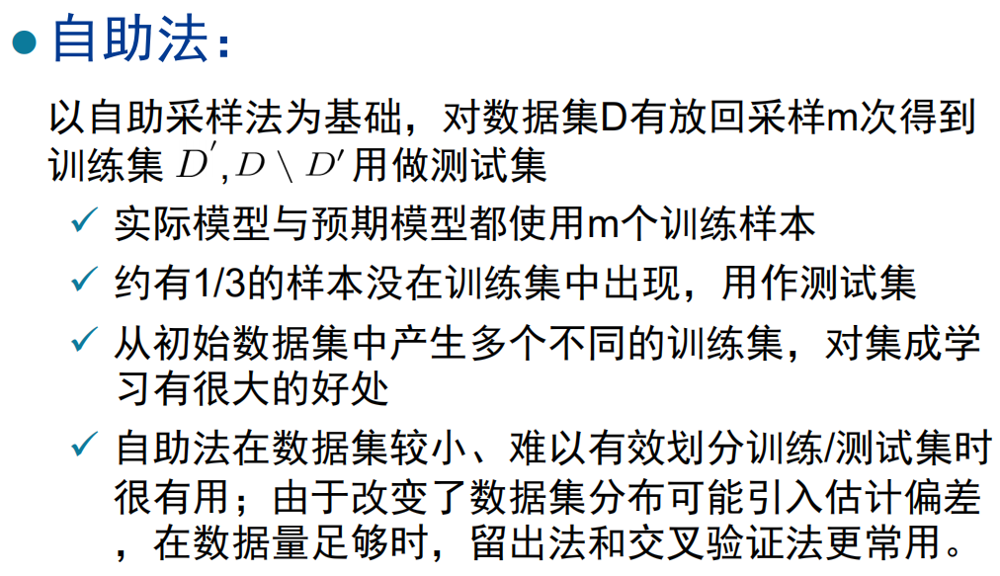 ● 自助法：
以自助采样法为基础，对数据集D有放回采样m次得到
训练集 D′, D \ D′ 用做测试集
✓ 实际模型与预期模型都使用m个训练样本
✓ 约有1/3的样本没在训练集中出现，用作测试集
✓ 从初始数据集中产生多个不同的训练集，对集成学
习有很大的好处
✓ 自助法在数据集较小、难以有效划分训练/测试集时
很有用；由于改变了数据集分布可能引入估计偏差
，在数据量足够时，留出法和交叉验证法更常用。